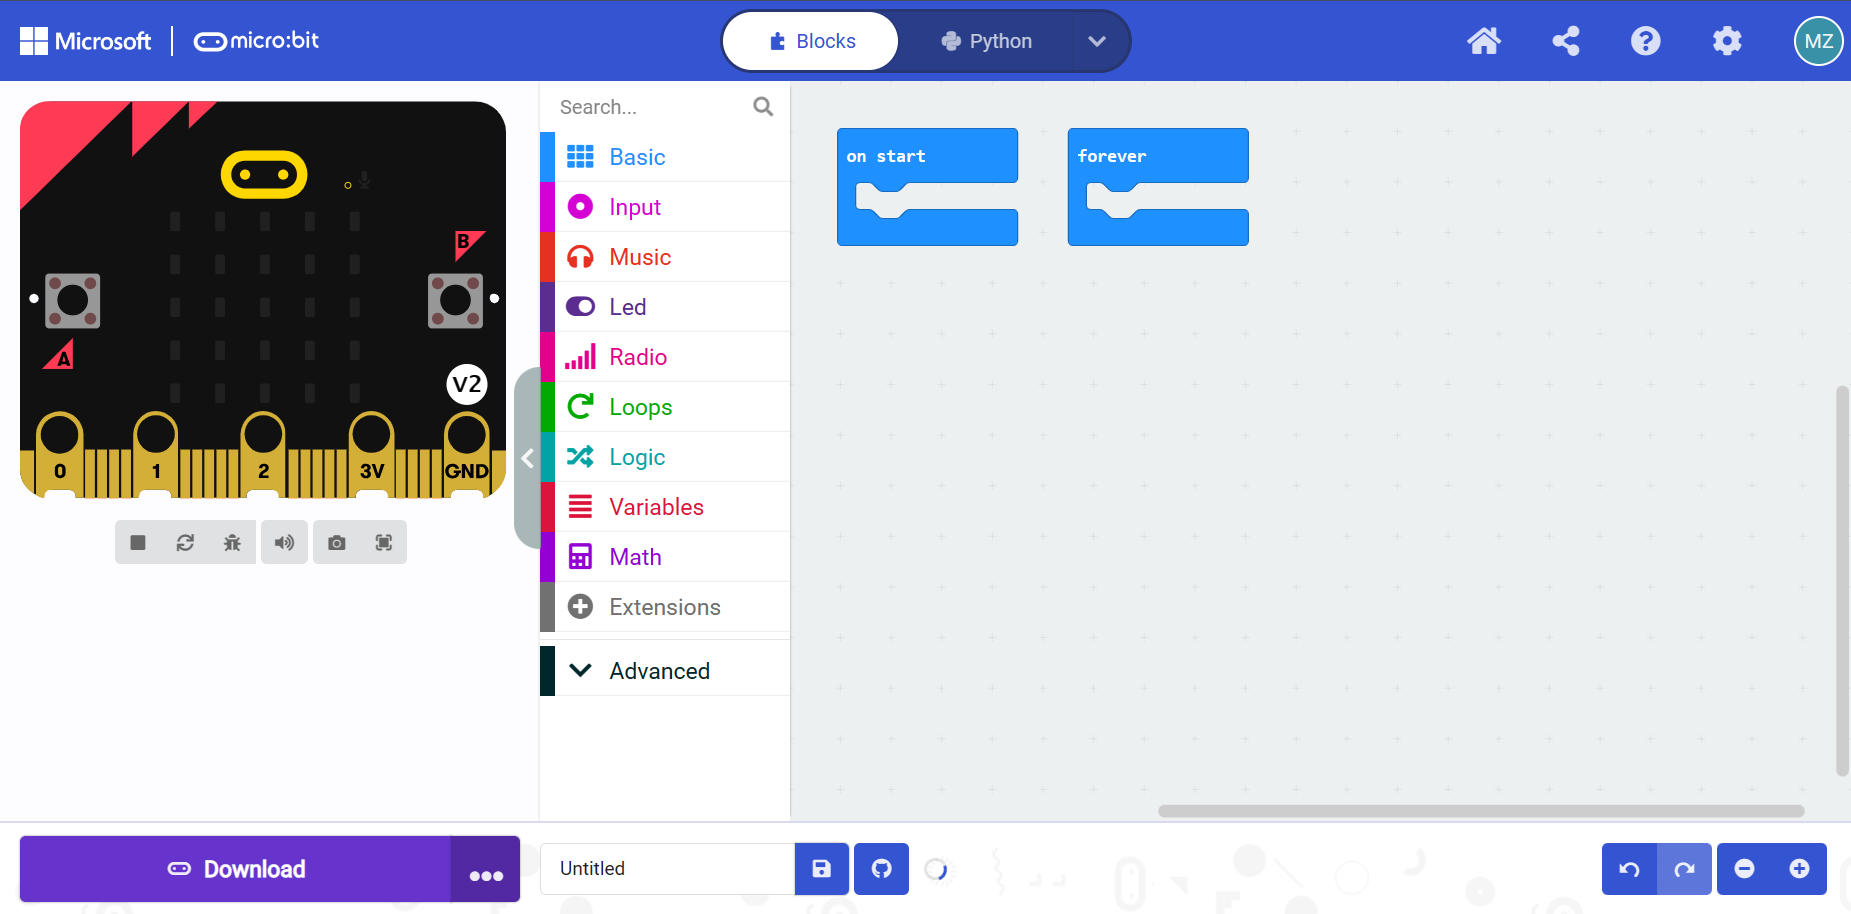 Microsoft
micro:bit
Blocks
Python
MZ
B
A
V2
0
1
2
3V
GND
Search...
Basic
Input
Music
Led
Radio
Loops
Logic
Variables
Math
Extensions
Advanced
on start
forever
Download
Untitled